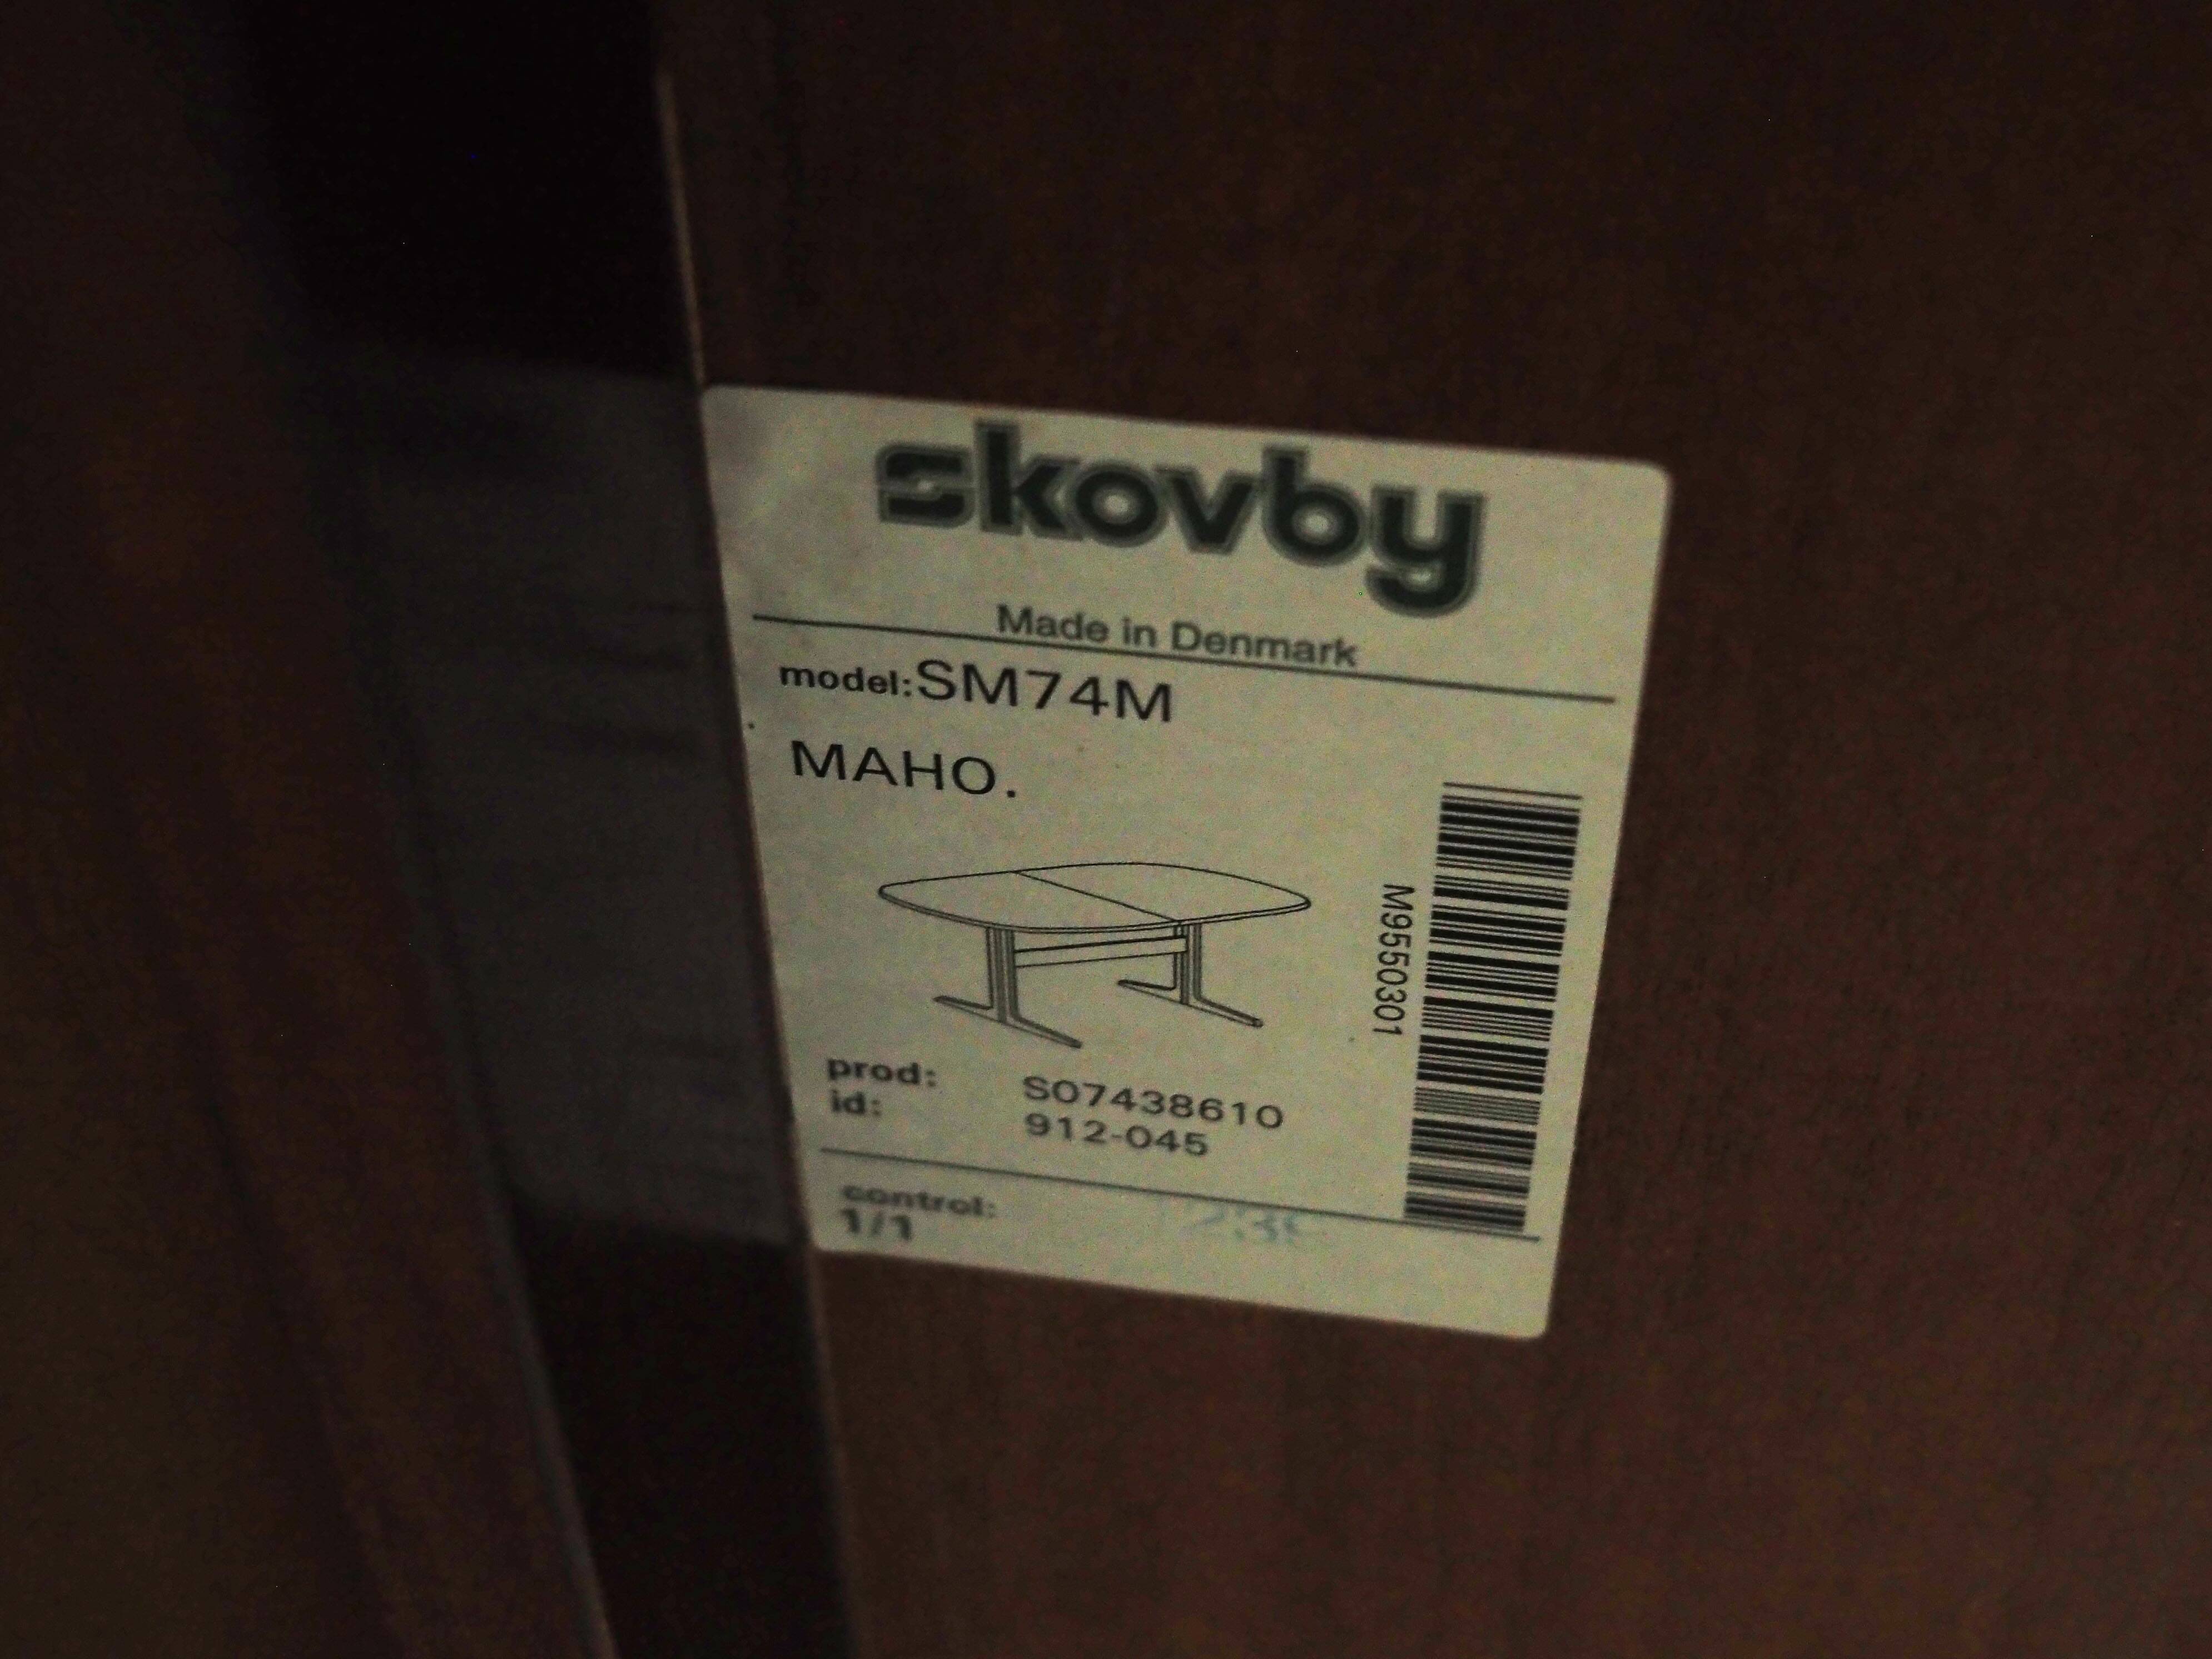 skovby
Made in Denmark
model: SM74M
MAHO.
M9550301
prod: S07438610
id: 912-045
control:
1/1